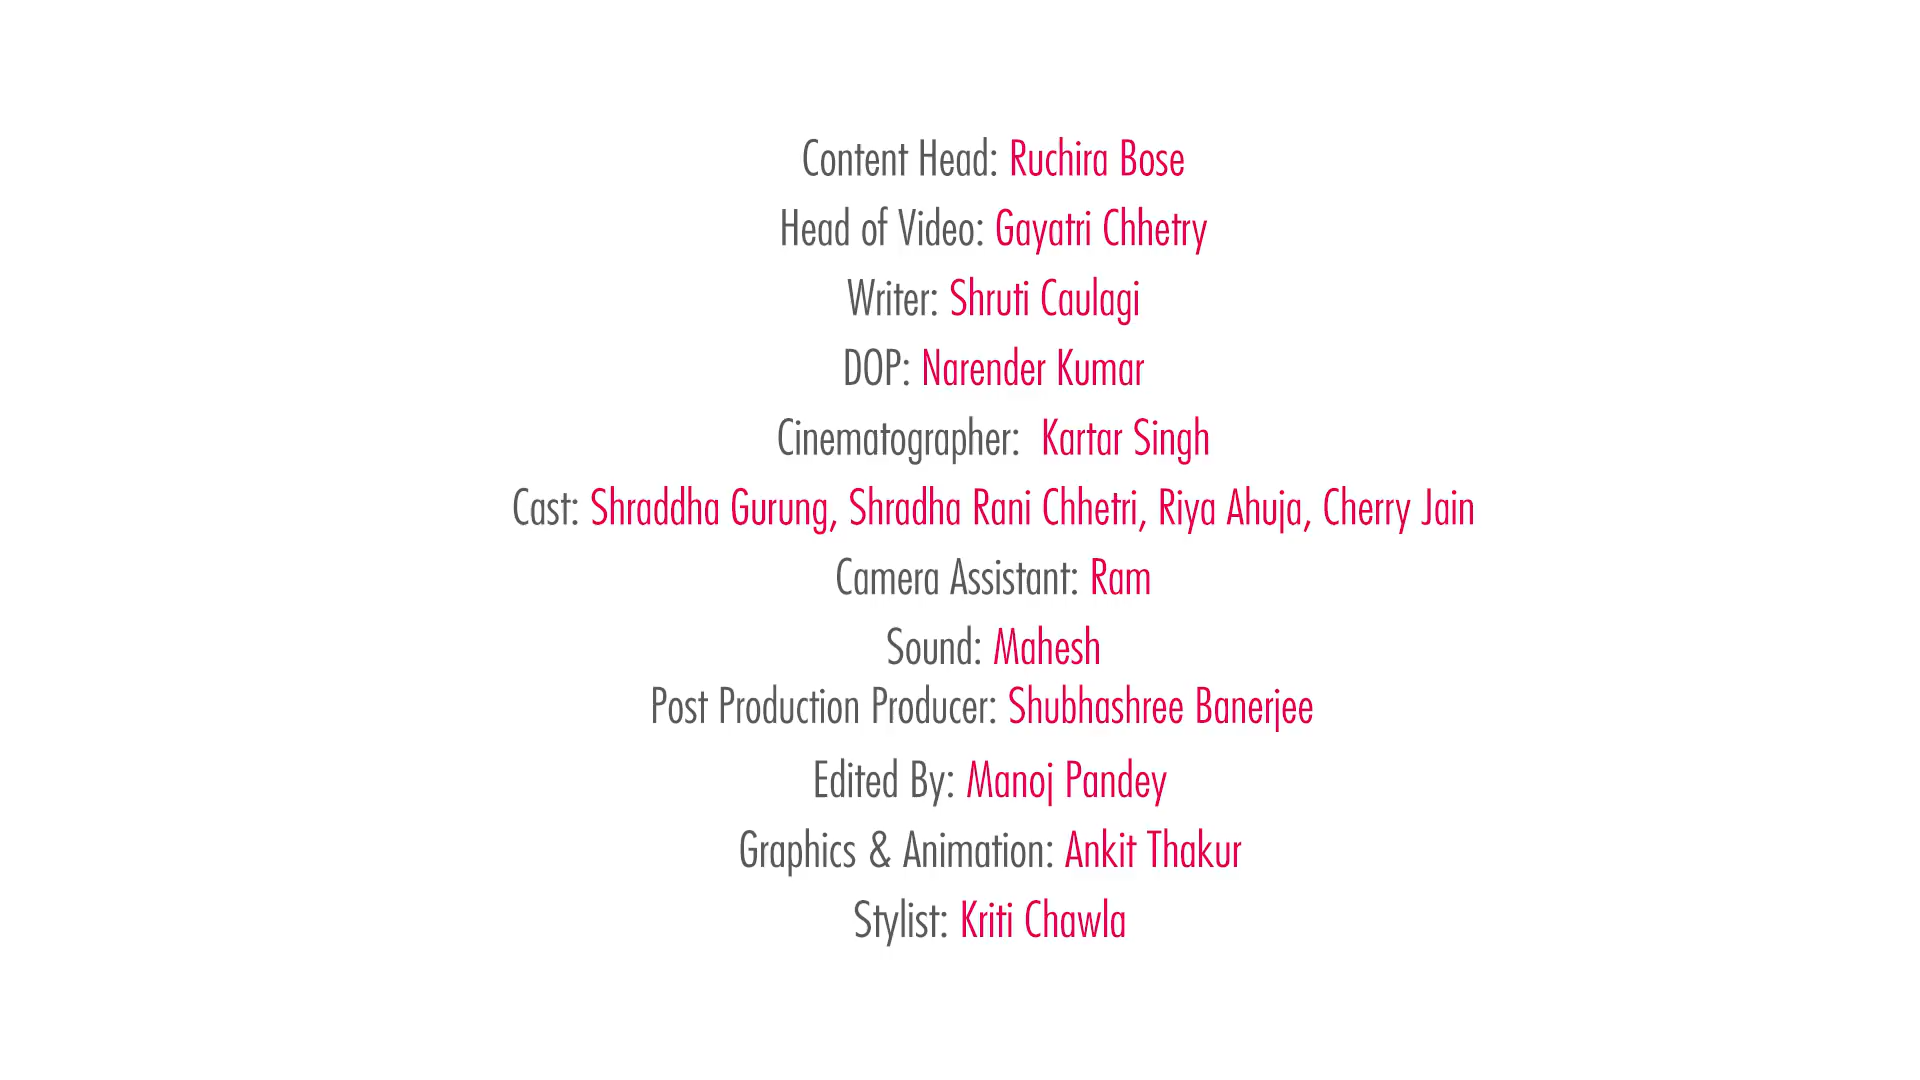 Content Head: Ruchira Bose
Head of Video: Gayatri Chhetry
Writer: Shruti Caulagi
DOP: Narender Kumar
Cinematographer:  Kartar Singh
Cast: Shraddha Gurung, Shradha Rani Chhetri, Riya Ahuja, Cherry Jain
Camera Assistant: Ram
Sound: Mahesh
Post Production Producer: Shubhashree Banerjee
Edited By: Manoj Pandey
Graphics & Animation: Ankit Thakur
Stylist: Kriti Chawla